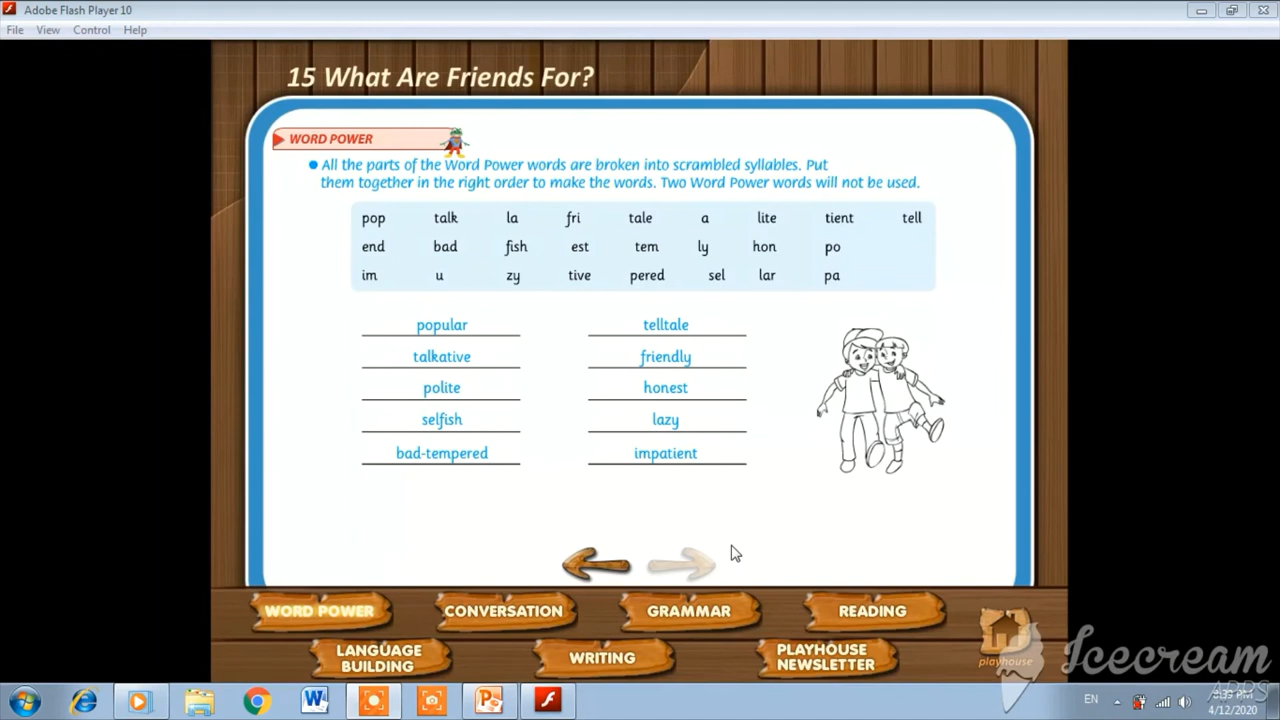 Adobe Flash Player 10
File View Control Help
15 What Are Friends For?
WORD POWER
All the parts of the Word Power words are broken into scrambled syllables. Put
them together in the right order to make the words. Two Word Power words will not be used.
pop talk la fri tale a lite tient tell
end bad fish est tem ly hon po
im u zy tive pered sel lar pa
popular telltale
talkative friendly
polite honest
selfish lazy
bad-tempered impatient
WORD POWER CONVERSATION GRAMMAR READING
LANGUAGE BUILDING WRITING PLAYHOUSE NEWSLETTER
playhouse
Icecream
APPS
EN
PM
4/12/2020